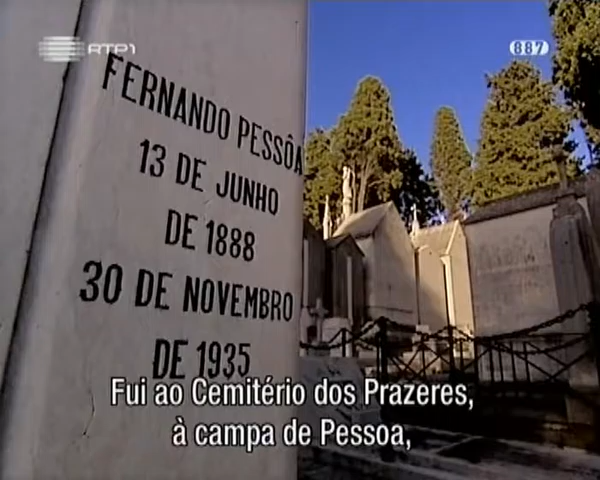 RTP1
887
FERNANDO PESSÔA
13 DE JUNHO
DE 1888
30 DE NOVEMBRO
DE 1935
Fui ao Cemitério dos Prazeres,
à campa de Pessoa,